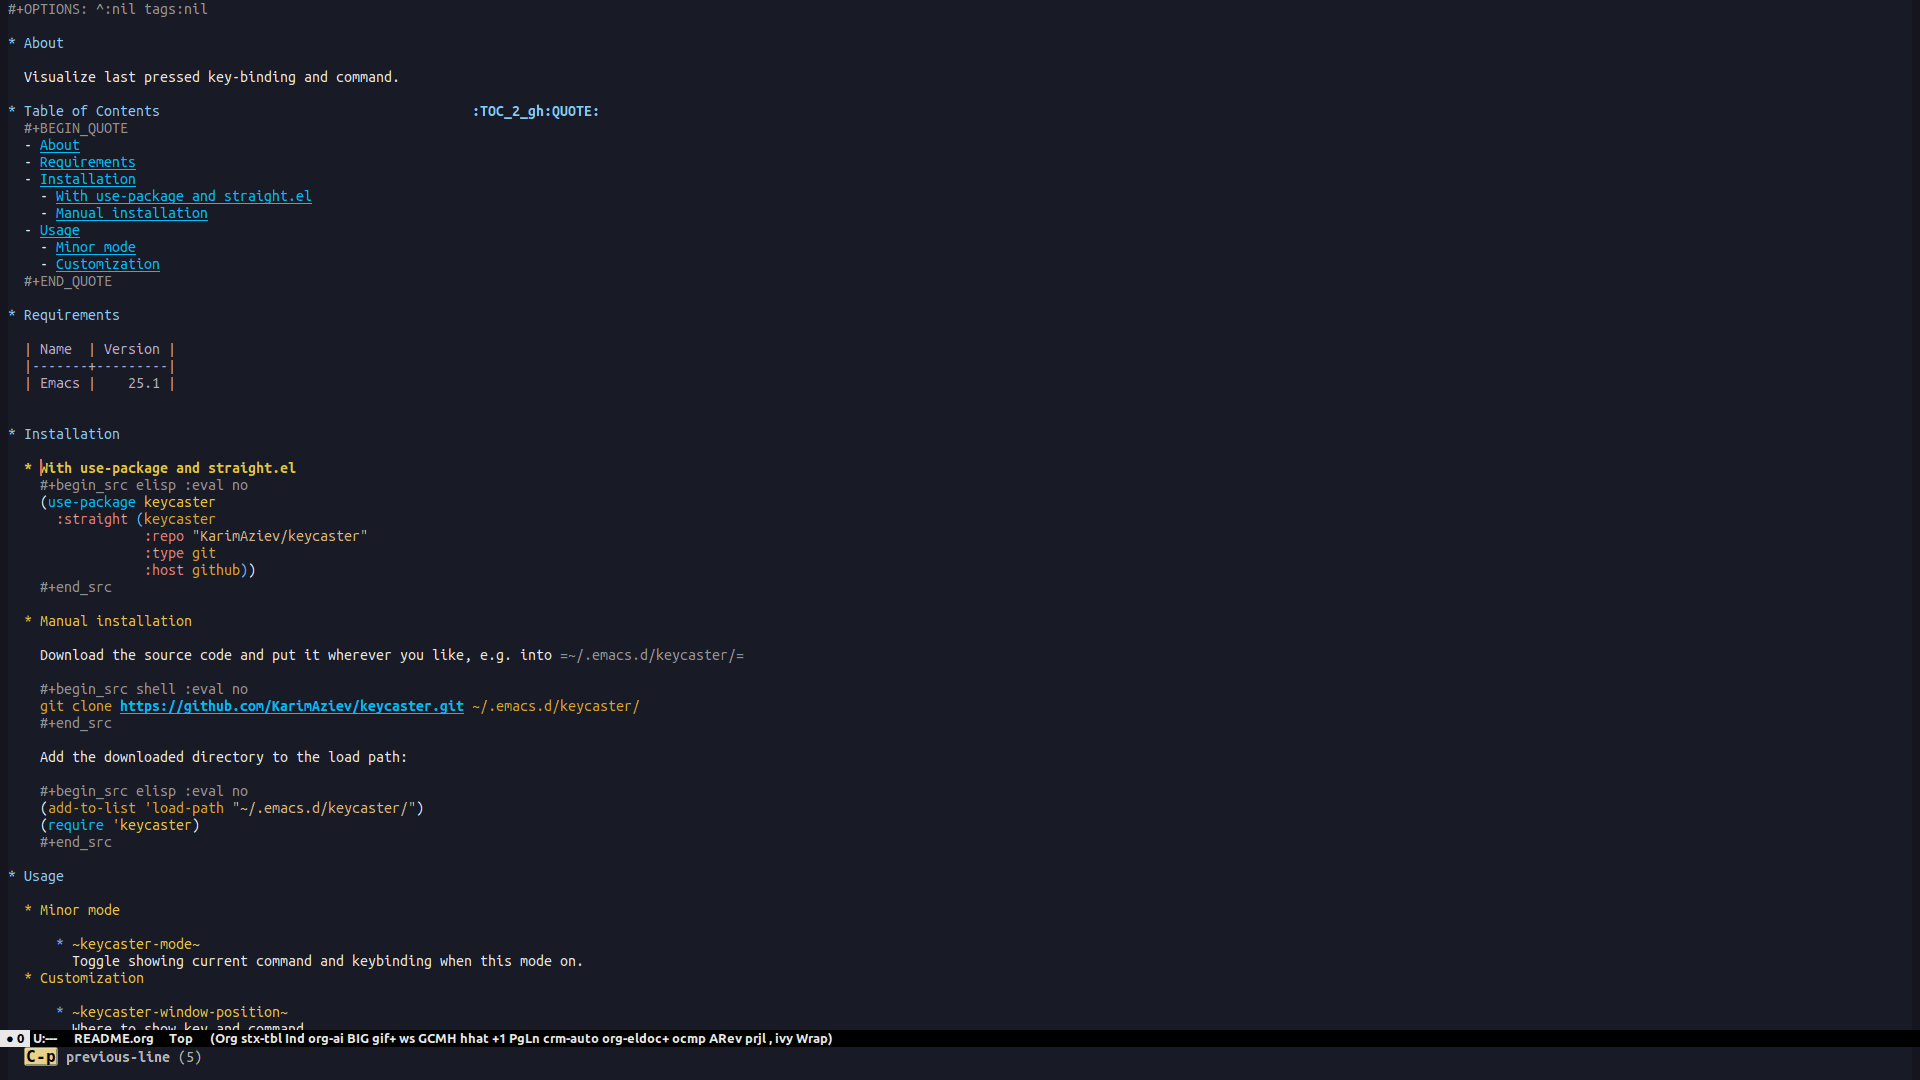 #+OPTIONS: ^:nil tags:nil
* About
Visualize last pressed key-binding and command.
* Table of Contents :TOC_2_gh:QUOTE:
#+BEGIN_QUOTE
- About
- Requirements
- Installation
- With use-package and straight.el
- Manual installation
- Usage
- Minor mode
- Customization
#+END_QUOTE
* Requirements
| Name  | Version |
|-------+---------|
| Emacs |    25.1 |
* Installation
* With use-package and straight.el
#+begin_src elisp :eval no
(use-package keycaster
:straight (keycaster
:repo "KarimAziev/keycaster"
:type git
:host github))
#+end_src
* Manual installation
Download the source code and put it wherever you like, e.g. into =~/.emacs.d/keycaster/=
#+begin_src shell :eval no
git clone https://github.com/KarimAziev/keycaster.git ~/.emacs.d/keycaster/
#+end_src
Add the downloaded directory to the load path:
#+begin_src elisp :eval no
(add-to-list 'load-path "~/.emacs.d/keycaster/")
(require 'keycaster)
#+end_src
* Usage
* Minor mode
* ~keycaster-mode~
Toggle showing current command and keybinding when this mode on.
* Customization
* ~keycaster-window-position~
Where to show key and command
● 0 U:--- README.org Top (Org stx-tbl Ind org-ai BIG gif+ ws GCMH hhat +1 PgLn crm-auto org-eldoc+ ocmp ARev prjl , ivy Wrap)
C-p previous-line (5)